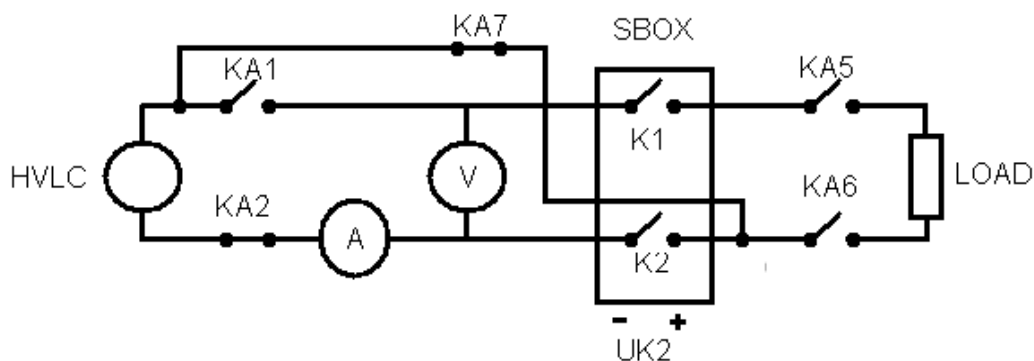 KA7
SBOX
KA1
KA5
K1
HVLC
V
LOAD
KA2
KA6
A
K2
- +
UK2